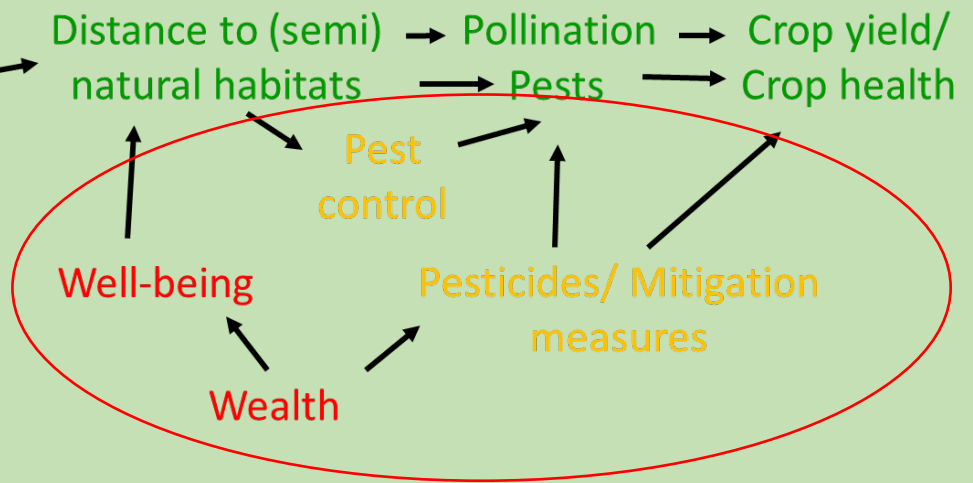 Distance to (semi) Pollination Crop yield/
natural habitats Pests Crop health
Pest
control
Well-being Pesticides/ Mitigation
measures
Wealth